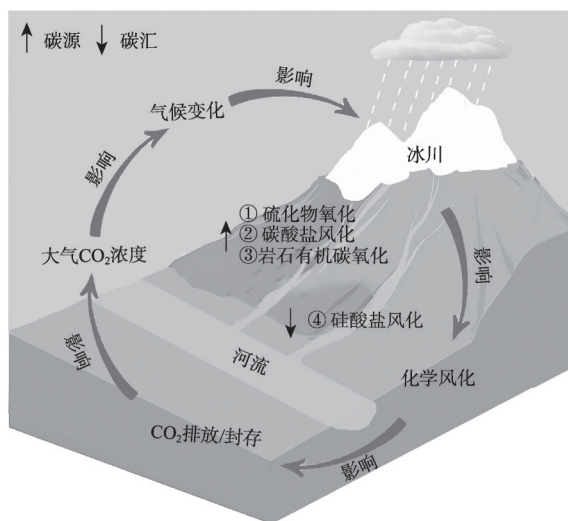 碳源 碳汇
影响
气候变化
冰川
影响
① 硫化物氧化
② 碳酸盐风化
③岩石有机碳氧化
大气CO₂浓度
影响
④ 硅酸盐风化
河流
影响
化学风化
CO₂排放/封存
影响